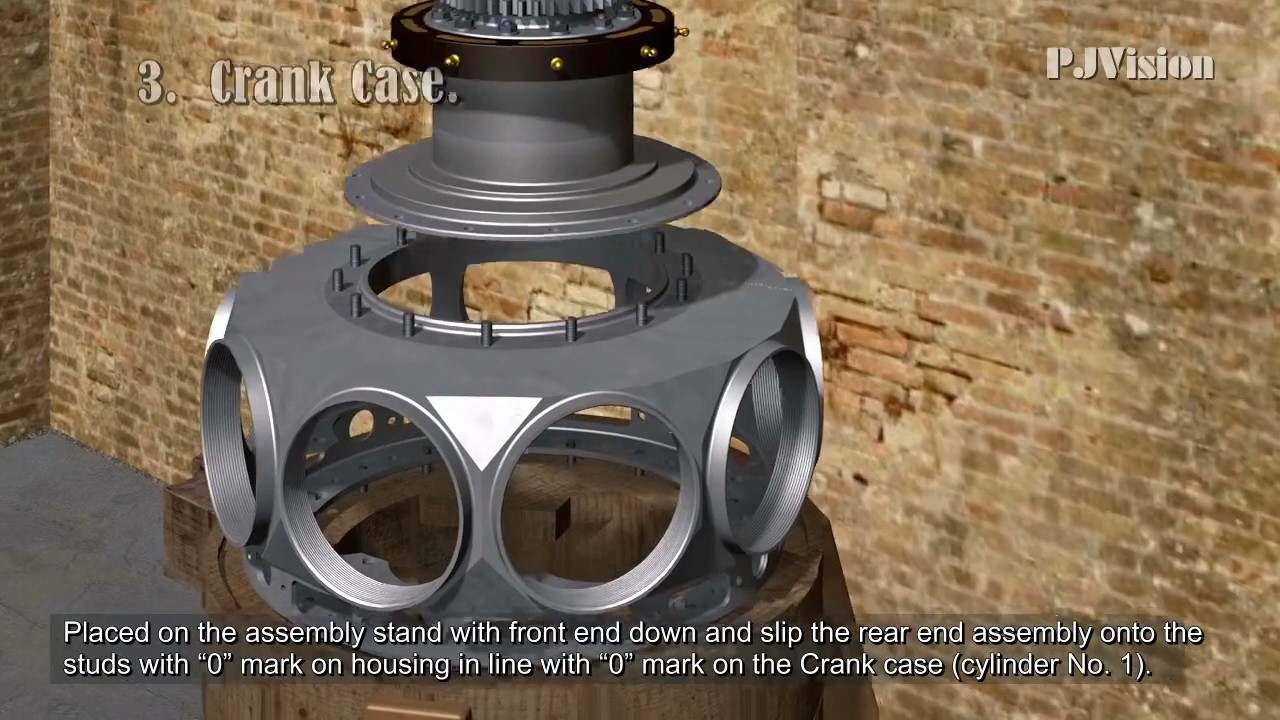 3. Crank Case.
PJVision
Placed on the assembly stand with front end down and slip the rear end assembly onto the
studs with “0” mark on housing in line with “0” mark on the Crank case (cylinder No. 1).